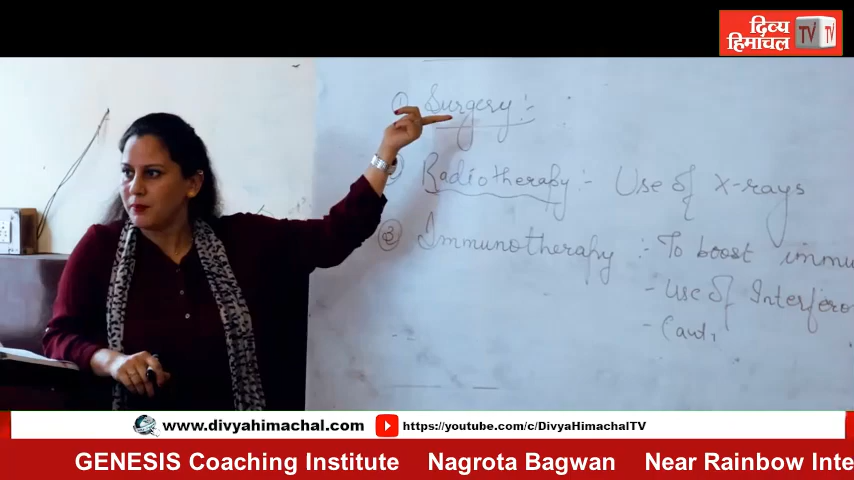 दिव्य
हिमाचल
TV TV
① Surgery :-
Radiotherapy :- Use of X-rays
③ Immunotherapy :- To boost immu
- Use of Interfero
www.divyahimachal.com
https://youtube.com/c/DivyaHimachalTV
GENESIS Coaching Institute Nagrota Bagwan Near Rainbow Inte